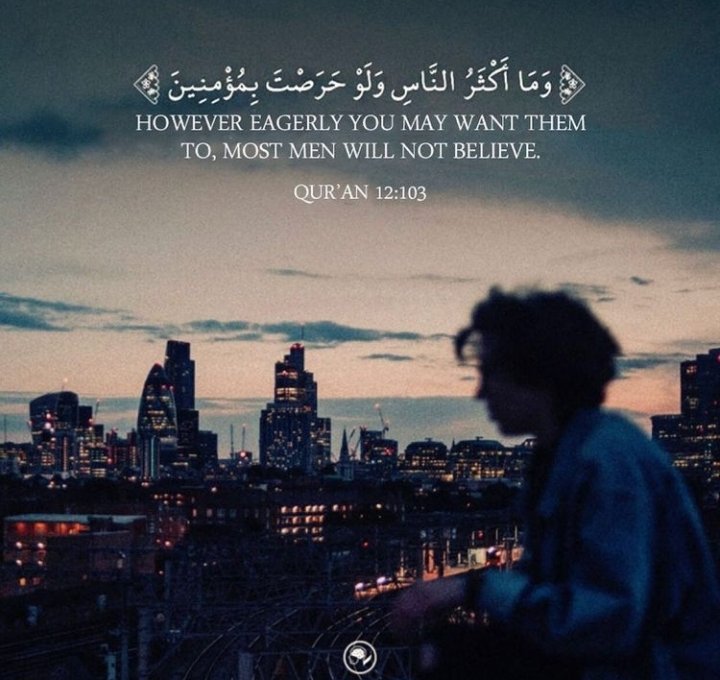 ﴿وَمَا أَكْثَرُ النَّاسِ وَلَوْ حَرَصْتَ بِمُؤْمِنِينَ﴾
HOWEVER EAGERLY YOU MAY WANT THEM
TO, MOST MEN WILL NOT BELIEVE.
QUR'AN 12:103